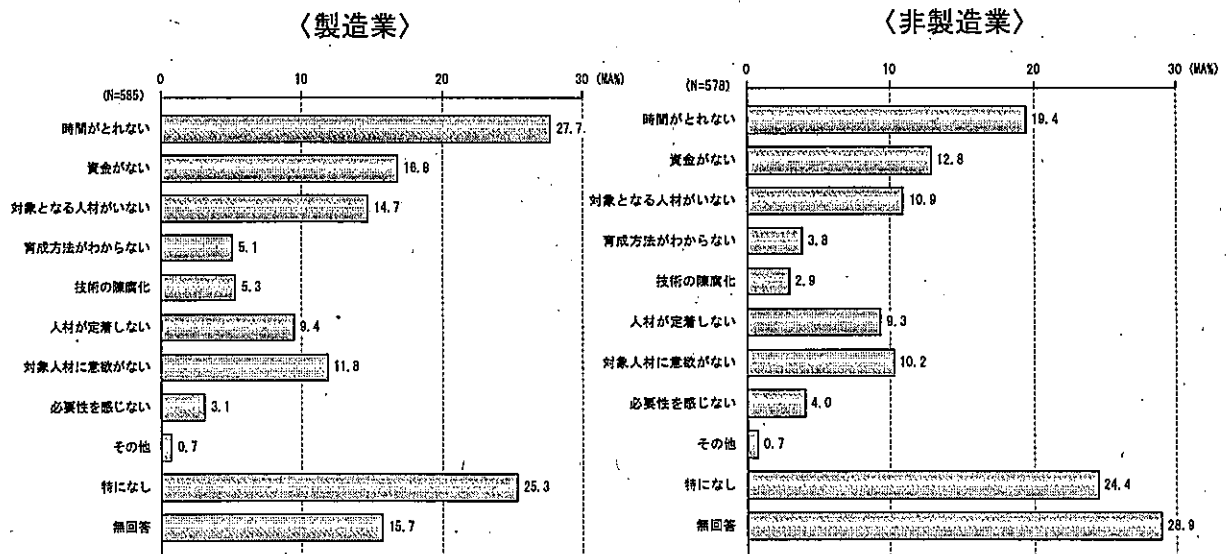 〈製造業〉
0 10 20 30 (MA%)
(N=585)
時間がとれない 27.7
資金がない 16.8
対象となる人材がいない 14.7
育成方法がわからない 5.1
技術の陳腐化 5.3
人材が定着しない 9.4
対象人材に意欲がない 11.8
必要性を感じない 3.1
その他 0.7
特になし 25.3
無回答 15.7
〈非製造業〉
0 10 20 30 (MA%)
(N=578)
時間がとれない 19.4
資金がない 12.8
対象となる人材がいない 10.9
育成方法がわからない 3.8
技術の陳腐化 2.9
人材が定着しない 9.3
対象人材に意欲がない 10.2
必要性を感じない 4.0
その他 0.7
特になし 24.4
無回答 28.9